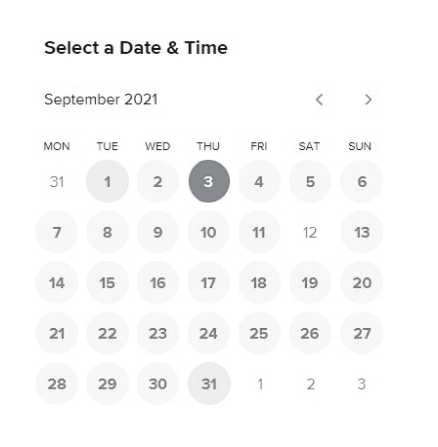 Select a Date & Time
September 2021
MON TUE WED THU FRI SAT SUN
31 1 2 3 4 5 6
7 8 9 10 11 12 13
14 15 16 17 18 19 20
21 22 23 24 25 26 27
28 29 30 31 1 2 3